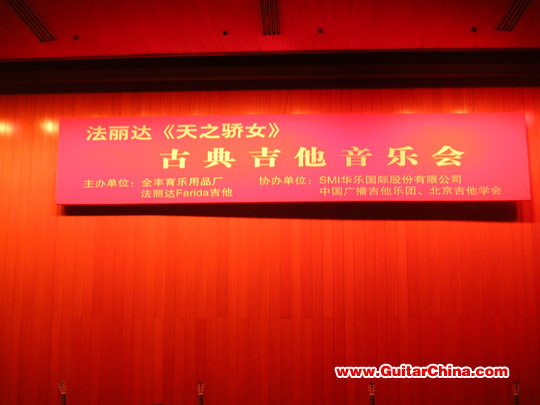 法丽达《天之骄女》
古典吉他音乐会
主办单位：全丰育乐用品厂 协办单位：SMI华乐国际股份有限公司
法丽达Farida吉他 中国广播吉他乐团、北京吉他学会
www.GuitarChina.com